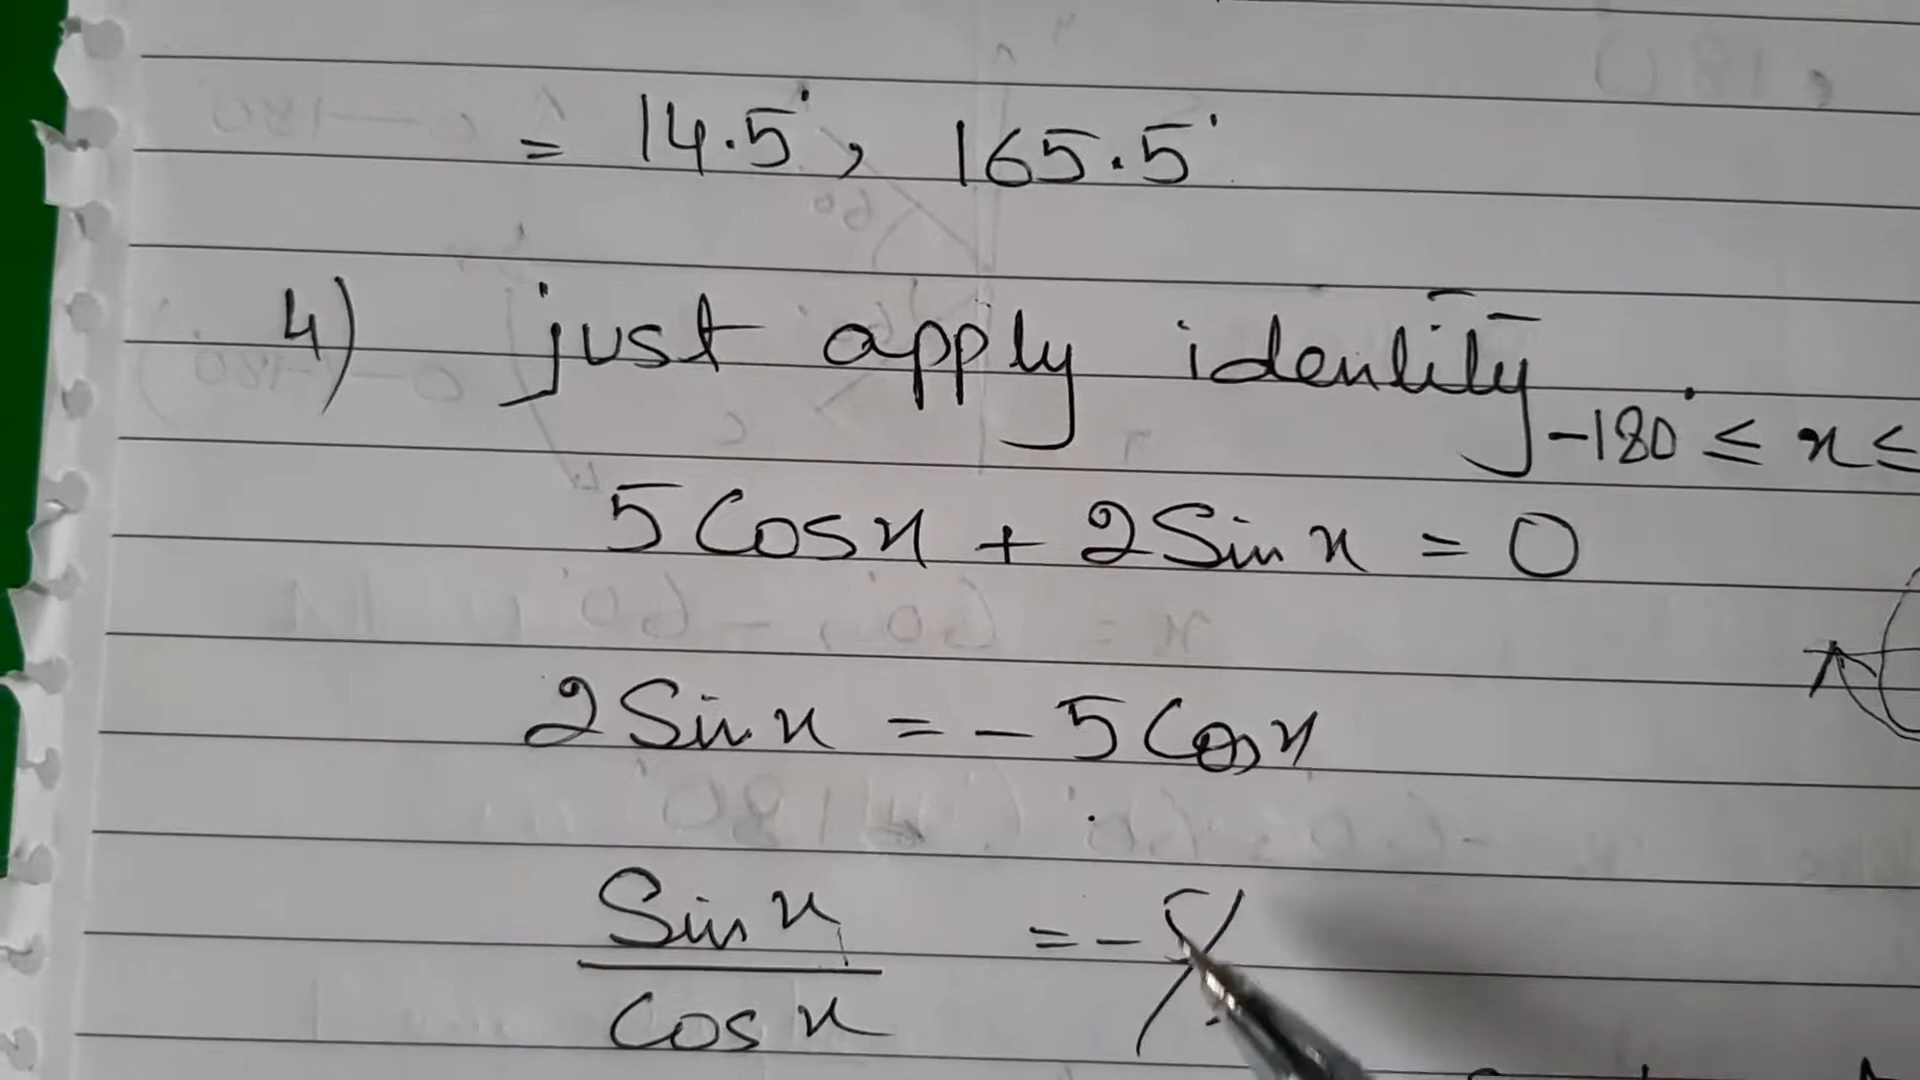 = 14.5°, 165.5°
4) just apply identity
-180° ≤ x ≤
5 Cos x + 2 Sin x = 0
2 Sin x = - 5 Cos x
Sin x / Cos x = - 5/